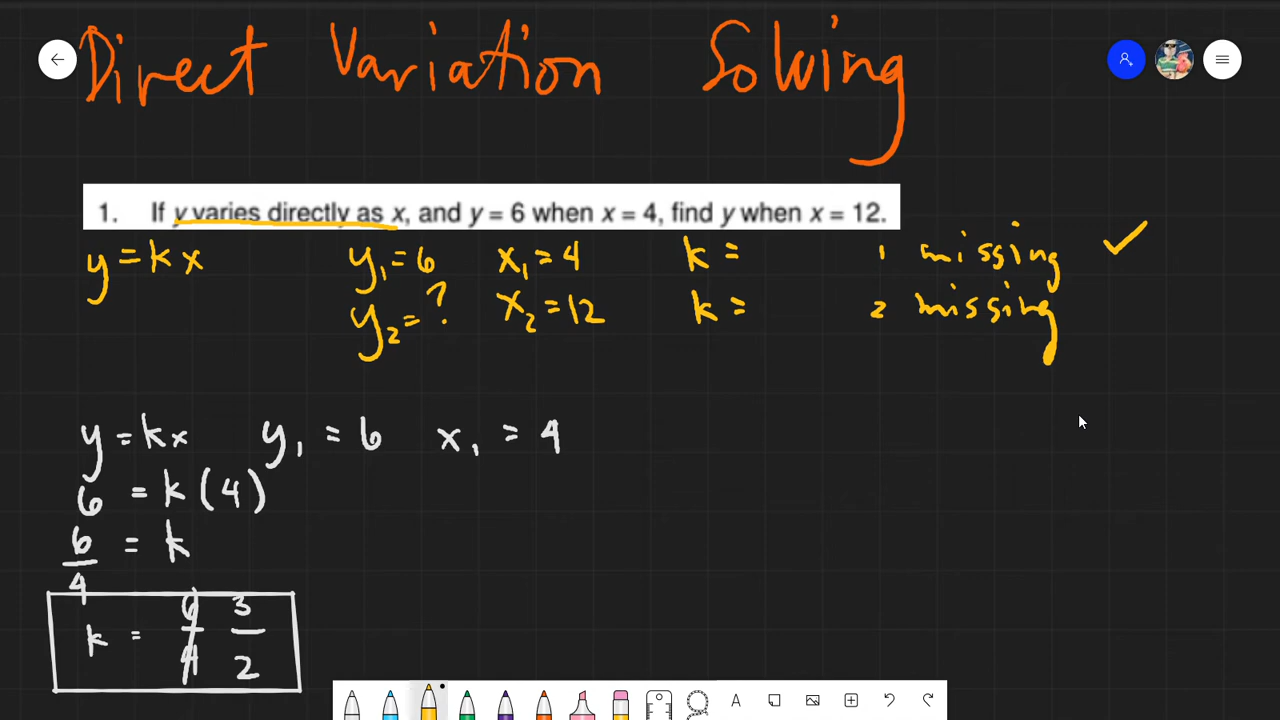 Direct Variation Solving
1. If y varies directly as x, and y = 6 when x = 4, find y when x = 12.
y = kx y₁ = 6 x₁ = 4 k = 1 missing ✓
y₂ = ? x₂ = 12 k = 2 missing
y = kx y₁ = 6 x₁ = 4
6 = k (4)
6/4 = k
k = 6/4 3/2
A